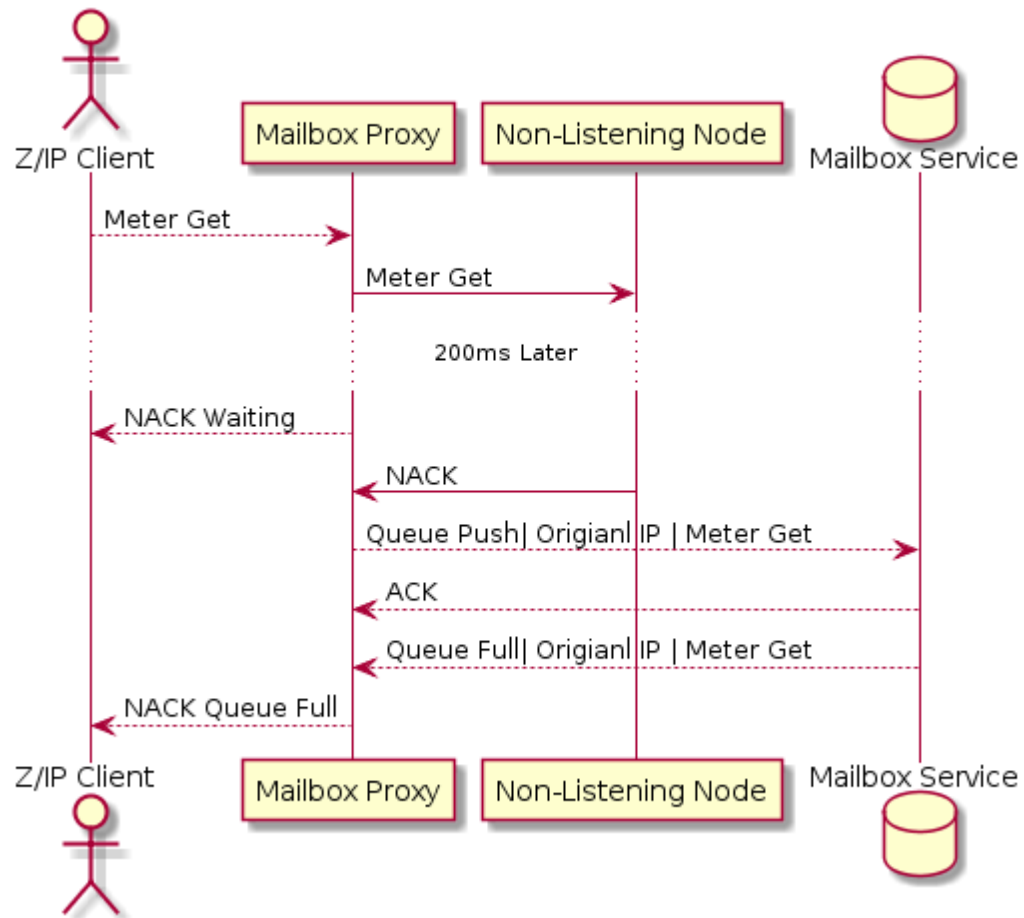 Z/IP Client
Mailbox Proxy
Non-Listening Node
Mailbox Service
Meter Get
Meter Get
200ms Later
NACK Waiting
NACK
Queue Push| Origianl IP | Meter Get
ACK
Queue Full| Origianl IP | Meter Get
NACK Queue Full
Z/IP Client
Mailbox Proxy
Non-Listening Node
Mailbox Service